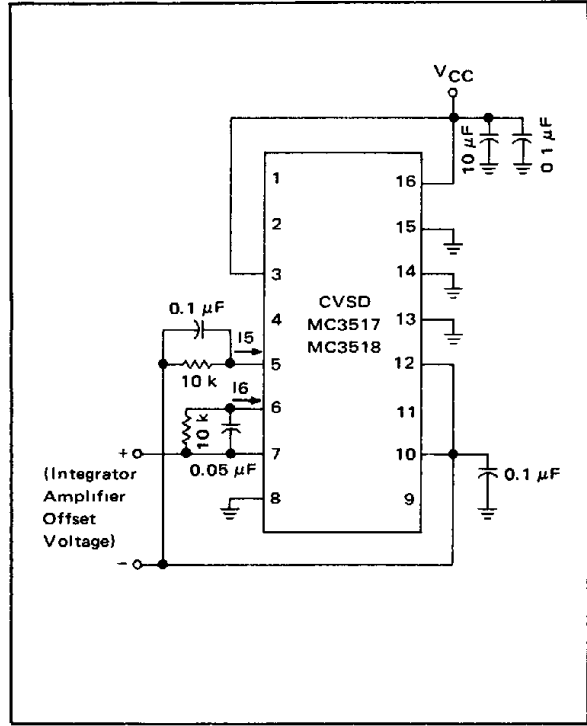 VCC
10 µF
0 1 µF
1
16
2
15
3
14
CVSD
MC3517
MC3518
4
13
0.1 µF
I5
5
12
10 k
I6
6
11
10 k
+
7
10
0.05 µF
0.1 µF
(Integrator
Amplifier
Offset
Voltage)
8
9
–